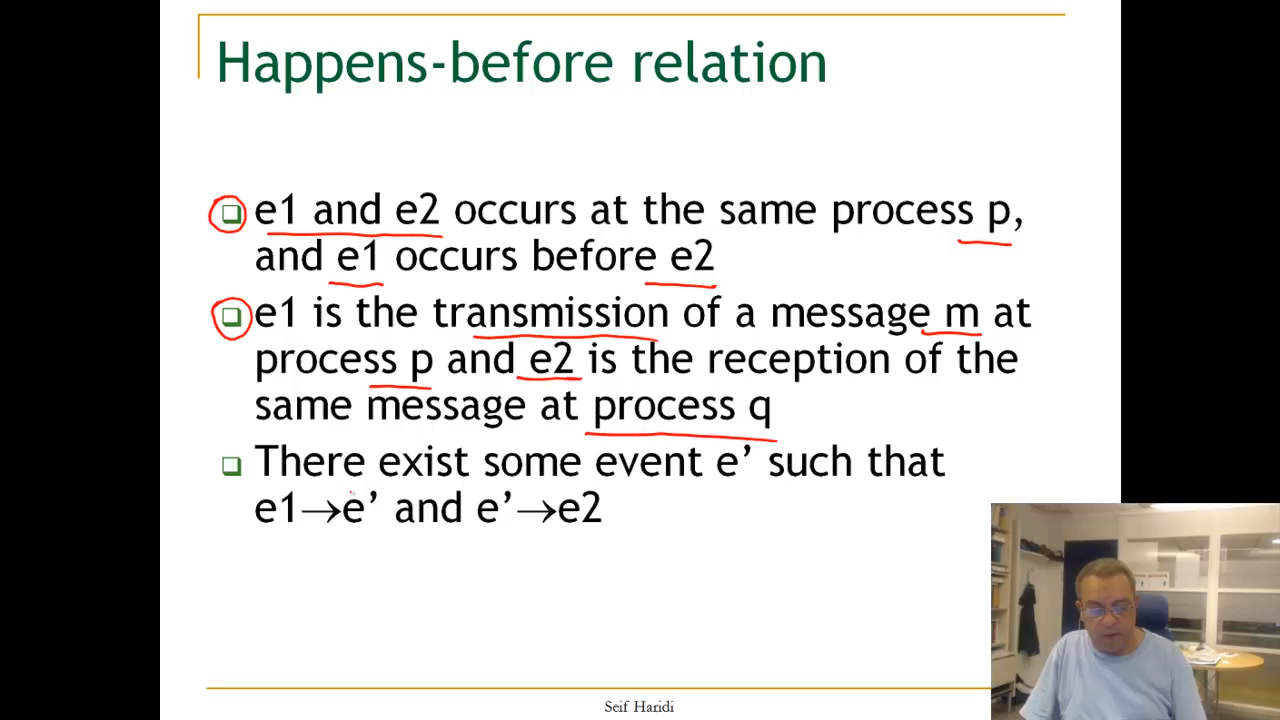 Happens-before relation
❑ e1 and e2 occurs at the same process p,
and e1 occurs before e2
❑ e1 is the transmission of a message m at
process p and e2 is the reception of the
same message at process q
❑ There exist some event e’ such that
e1→e’ and e’→e2
Seif Haridi